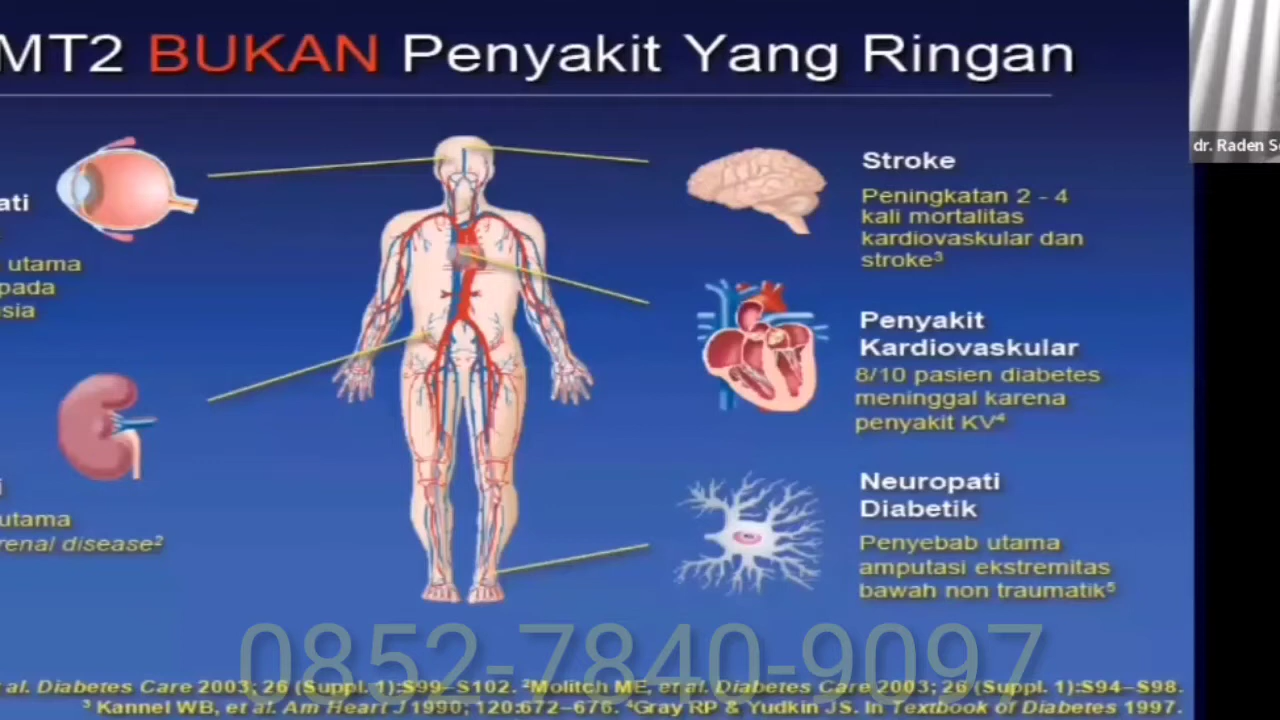 MT2 BUKAN Penyakit Yang Ringan
dr. Raden S
ati
utama
pada
sia
i
utama
renal disease²
Stroke
Peningkatan 2 - 4
kali mortalitas
kardiovaskular dan
stroke³
Penyakit
Kardiovaskular
8/10 pasien diabetes
meninggal karena
penyakit KV⁴
Neuropati
Diabetik
Penyebab utama
amputasi ekstremitas
bawah non traumatik⁵
0852-7840-9097
al. Diabetes Care 2003; 26 (Suppl. 1):S99–S102. ²Molitch ME, et al. Diabetes Care 2003; 26 (Suppl. 1):S94–S98.
³ Kannel WB, et al. Am Heart J 1990; 120:672–676. ⁴Gray RP & Yudkin JS. In Textbook of Diabetes 1997.